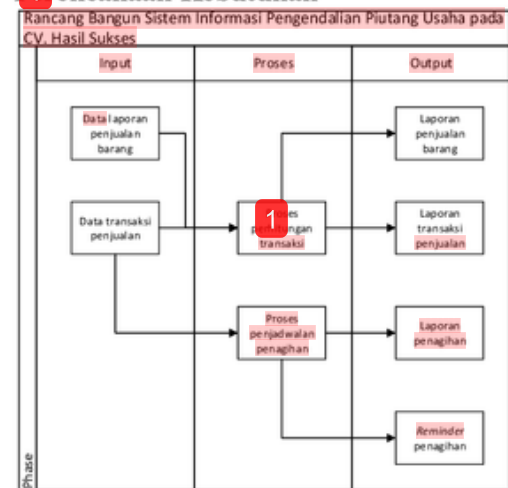 Rancang Bangun Sistem Informasi Pengendalian Piutang Usaha pada
CV. Hasil Sukses
Input
Proses
Output
Data laporan
penjualan
barang
Laporan
penjualan
barang
Data transaksi
penjualan
1
transaksi
Laporan
transaksi
penjualan
Proses
penjadwalan
penagihan
Laporan
penagihan
Reminder
penagihan
Phase